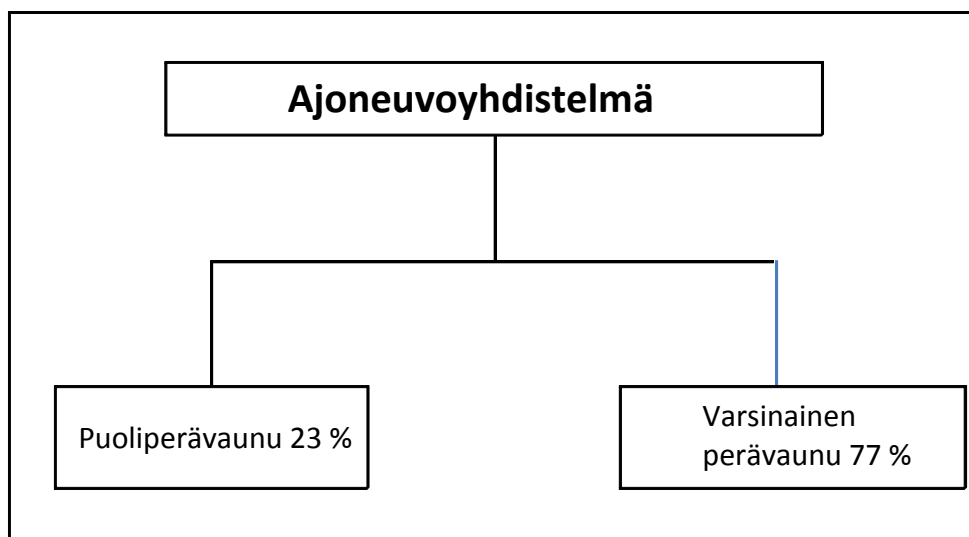 Ajoneuvoyhdistelmä
Puoliperävaunu 23 %
Varsinainen
perävaunu 77 %